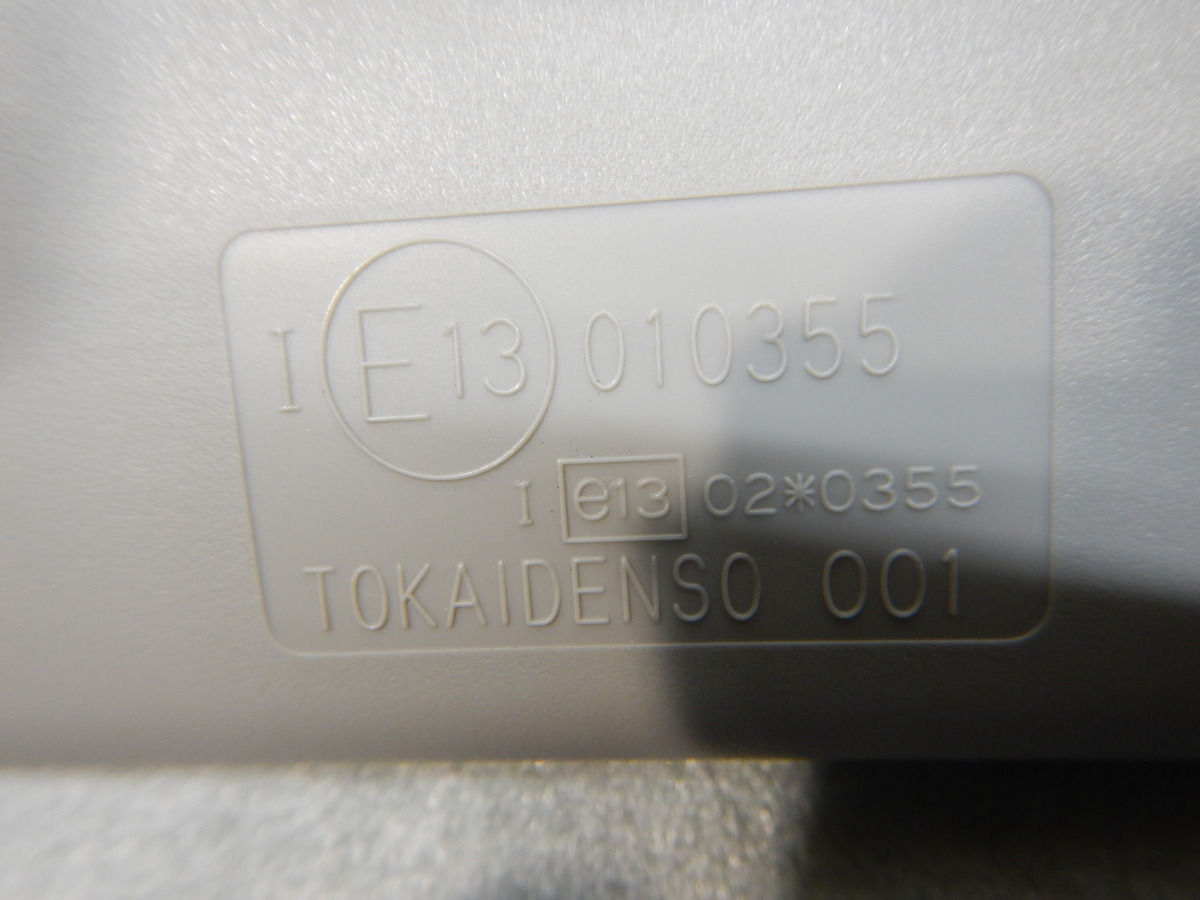 I E13 010355
I e13 02*0355
TOKAIDENSO 001